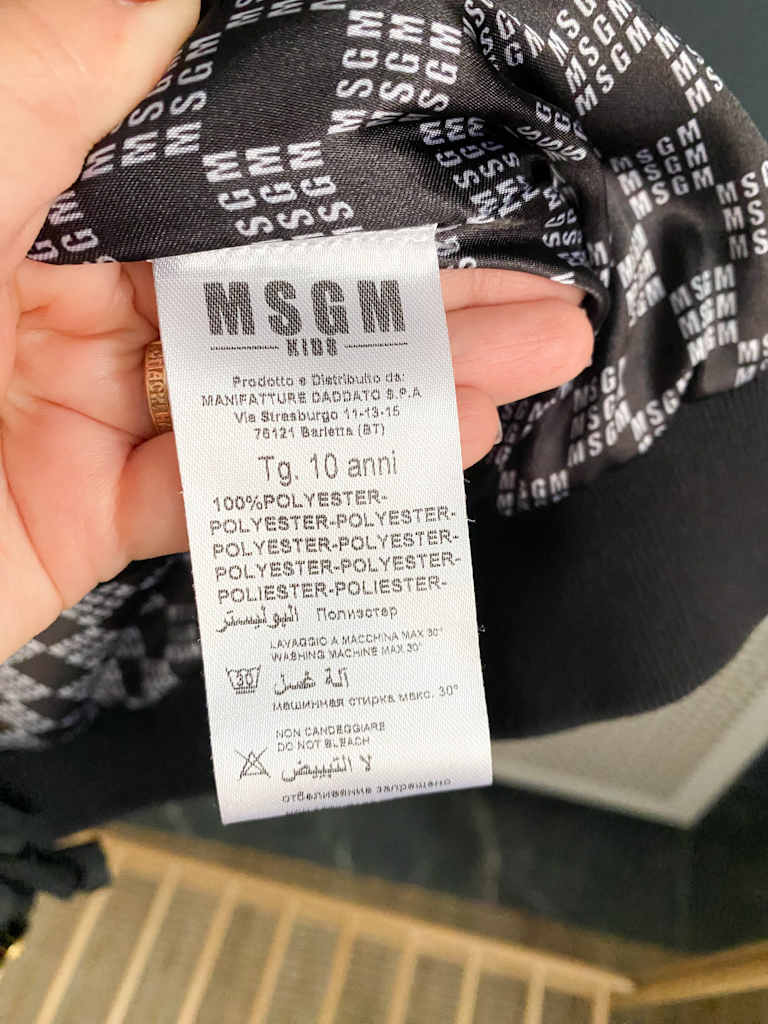 MSGM
KIDS
Prodotto e Distribuito da:
MANIFATTURE DADDATO S.P.A
Via Strasburgo 11-13-15
76121 Barletta (BT)
Tg. 10 anni
100%POLYESTER-
POLYESTER-POLYESTER-
POLYESTER-POLYESTER-
POLYESTER-POLYESTER-
POLIESTER-POLIESTER-
البوليستر Полиэстер
LAVAGGIO A MACCHINA MAX 30°
WASHING MACHINE MAX 30°
30
آلة غسل
машинная стирка макс. 30°
NON CANDEGGIARE
DO NOT BLEACH
لا التبييض
отбеливание запрещено